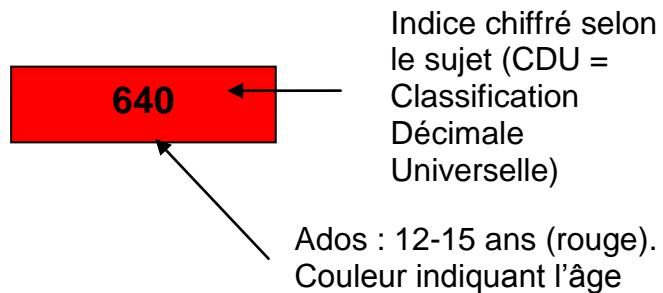 Indice chiffré selon
le sujet (CDU =
Classification
Décimale
Universelle)
640
Ados : 12-15 ans (rouge).
Couleur indiquant l’âge